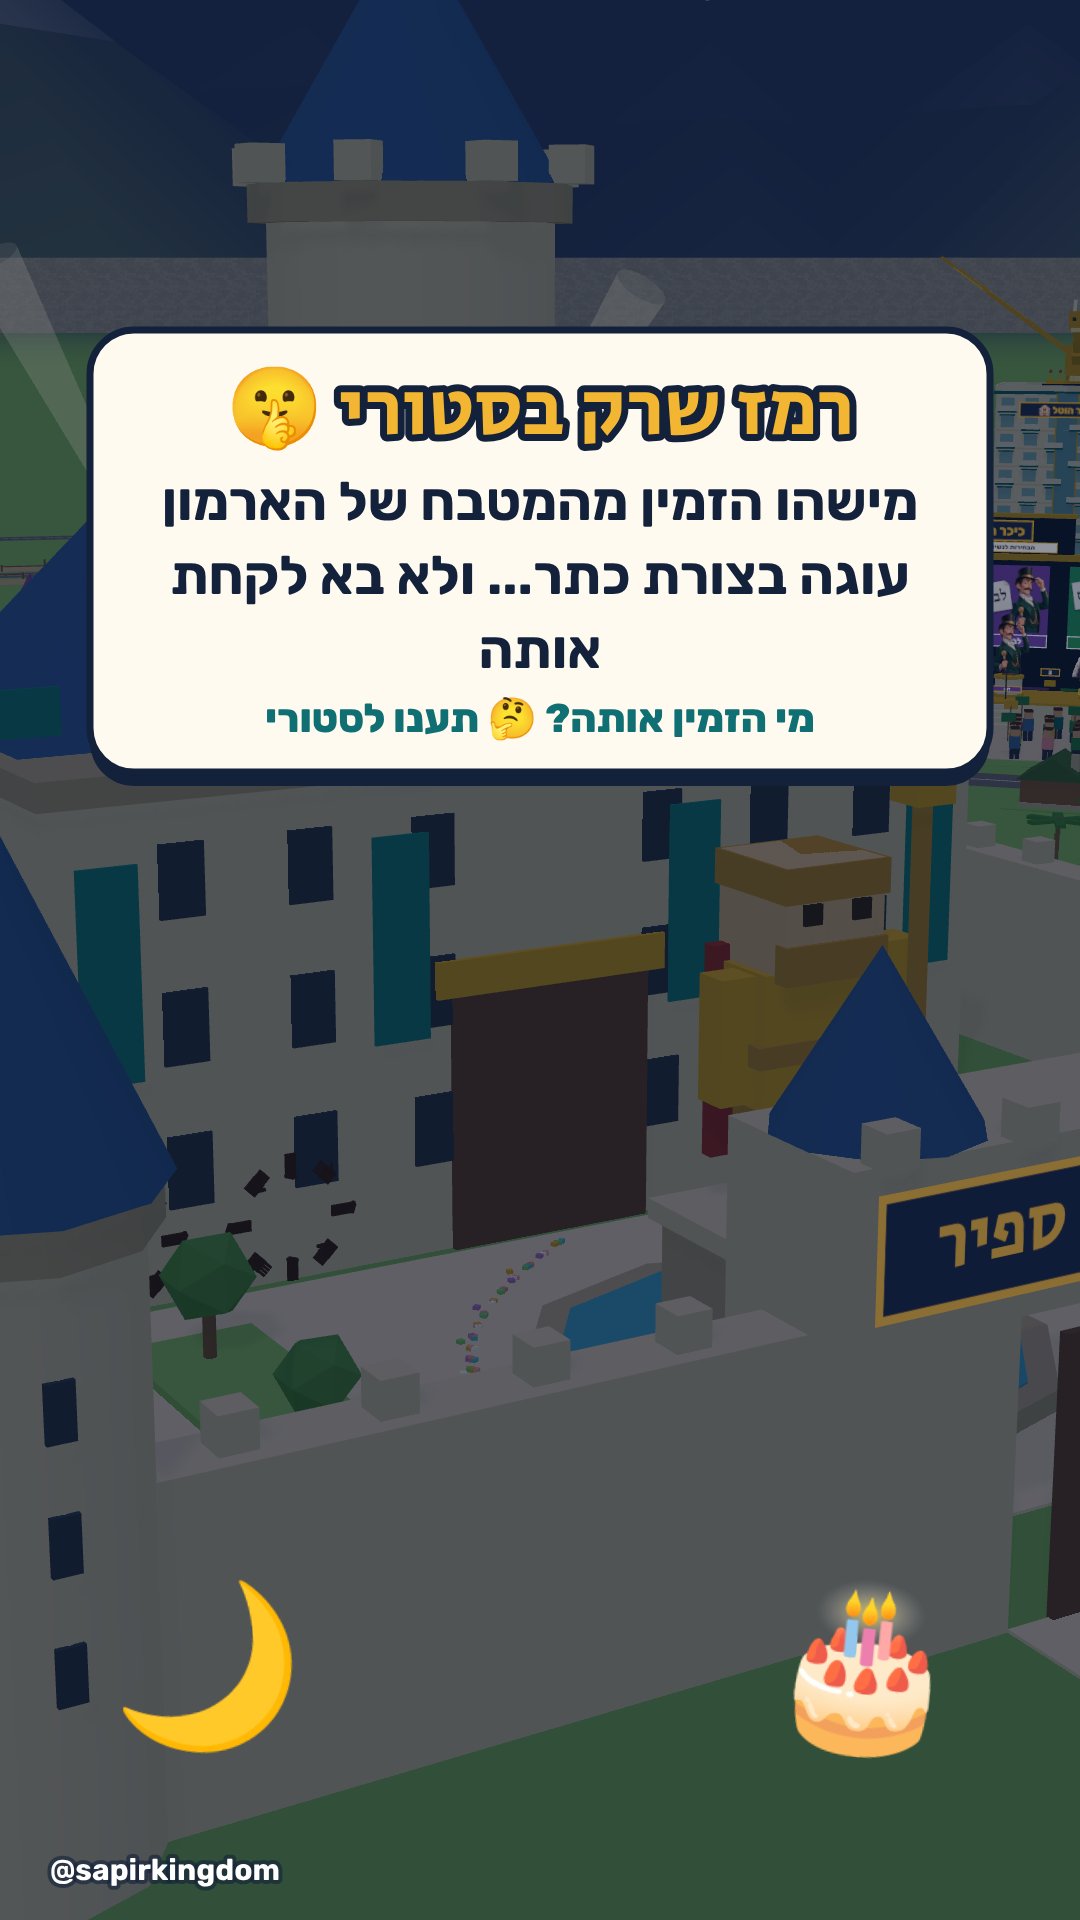 רמז שרק בסטורי 🤫
מישהו הזמין מהמטבח של הארמון
עוגה בצורת כתר... ולא בא לקחת
אותה
מי הזמין אותה? 🤔 תענו לסטורי
כיכר
ספיר
@sapirkingdom